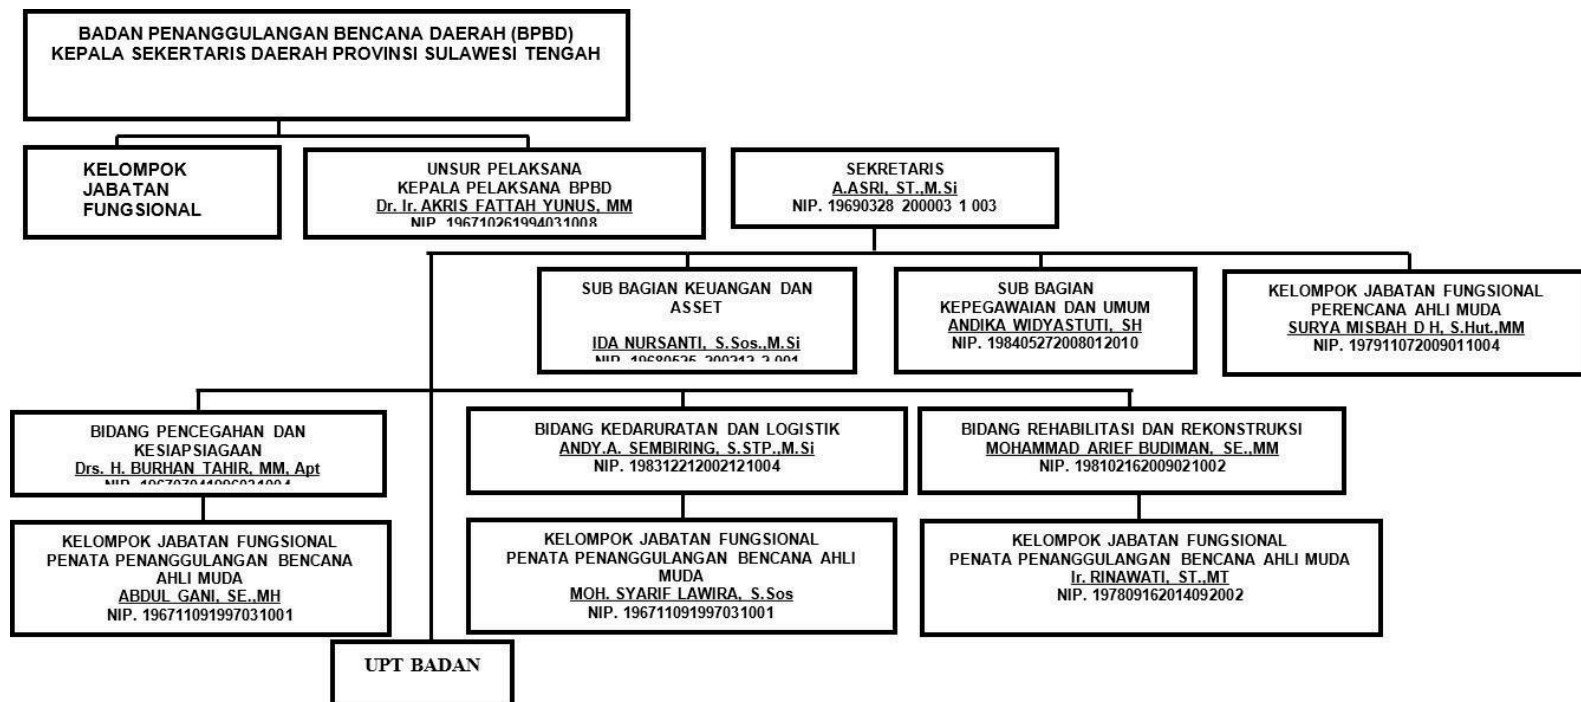 BADAN PENANGGULANGAN BENCANA DAERAH (BPBD)
KEPALA SEKERTARIS DAERAH PROVINSI SULAWESI TENGAH
KELOMPOK
JABATAN
FUNGSIONAL
UNSUR PELAKSANA
KEPALA PELAKSANA BPBD
Dr. Ir. AKRIS FATTAH YUNUS, MM
NIP. 196710261994031008
SEKRETARIS
A.ASRI, ST.,M.Si
NIP. 19690328 200003 1 003
SUB BAGIAN KEUANGAN DAN
ASSET
IDA NURSANTI, S.Sos.,M.Si
NIP.
SUB BAGIAN
KEPEGAWAIAN DAN UMUM
ANDIKA WIDYASTUTI, SH
NIP. 198405272008012010
KELOMPOK JABATAN FUNGSIONAL
PERENCANA AHLI MUDA
SURYA MISBAH D H, S.Hut.,MM
NIP. 197911072009011004
BIDANG PENCEGAHAN DAN
KESIAPSIAGAAN
Drs. H. BURHAN TAHIR, MM, Apt
NIP.
BIDANG KEDARURATAN DAN LOGISTIK
ANDY.A. SEMBIRING, S.STP.,M.Si
NIP. 198312212002121004
BIDANG REHABILITASI DAN REKONSTRUKSI
MOHAMMAD ARIEF BUDIMAN, SE.,MM
NIP. 198102162009021002
KELOMPOK JABATAN FUNGSIONAL
PENATA PENANGGULANGAN BENCANA
AHLI MUDA
ABDUL GANI, SE.,MH
NIP. 196711091997031001
KELOMPOK JABATAN FUNGSIONAL
PENATA PENANGGULANGAN BENCANA AHLI
MUDA
MOH. SYARIF LAWIRA, S.Sos
NIP. 196711091997031001
KELOMPOK JABATAN FUNGSIONAL
PENATA PENANGGULANGAN BENCANA AHLI MUDA
Ir. RINAWATI, ST.,MT
NIP. 197809162014092002
UPT BADAN